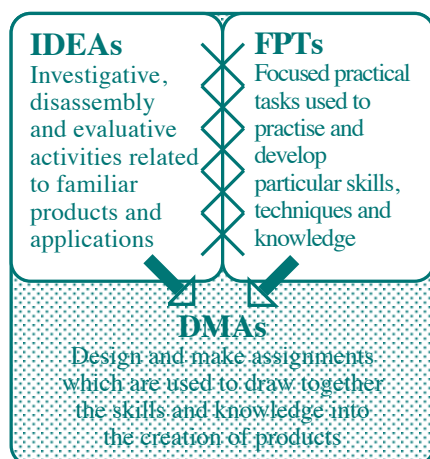 IDEAs
Investigative,
disassembly
and evaluative
activities related
to familiar
products and
applications
FPTs
Focused practical
tasks used to
practise and
develop
particular skills,
techniques and
knowledge
DMAs
Design and make assignments
which are used to draw together
the skills and knowledge into
the creation of products